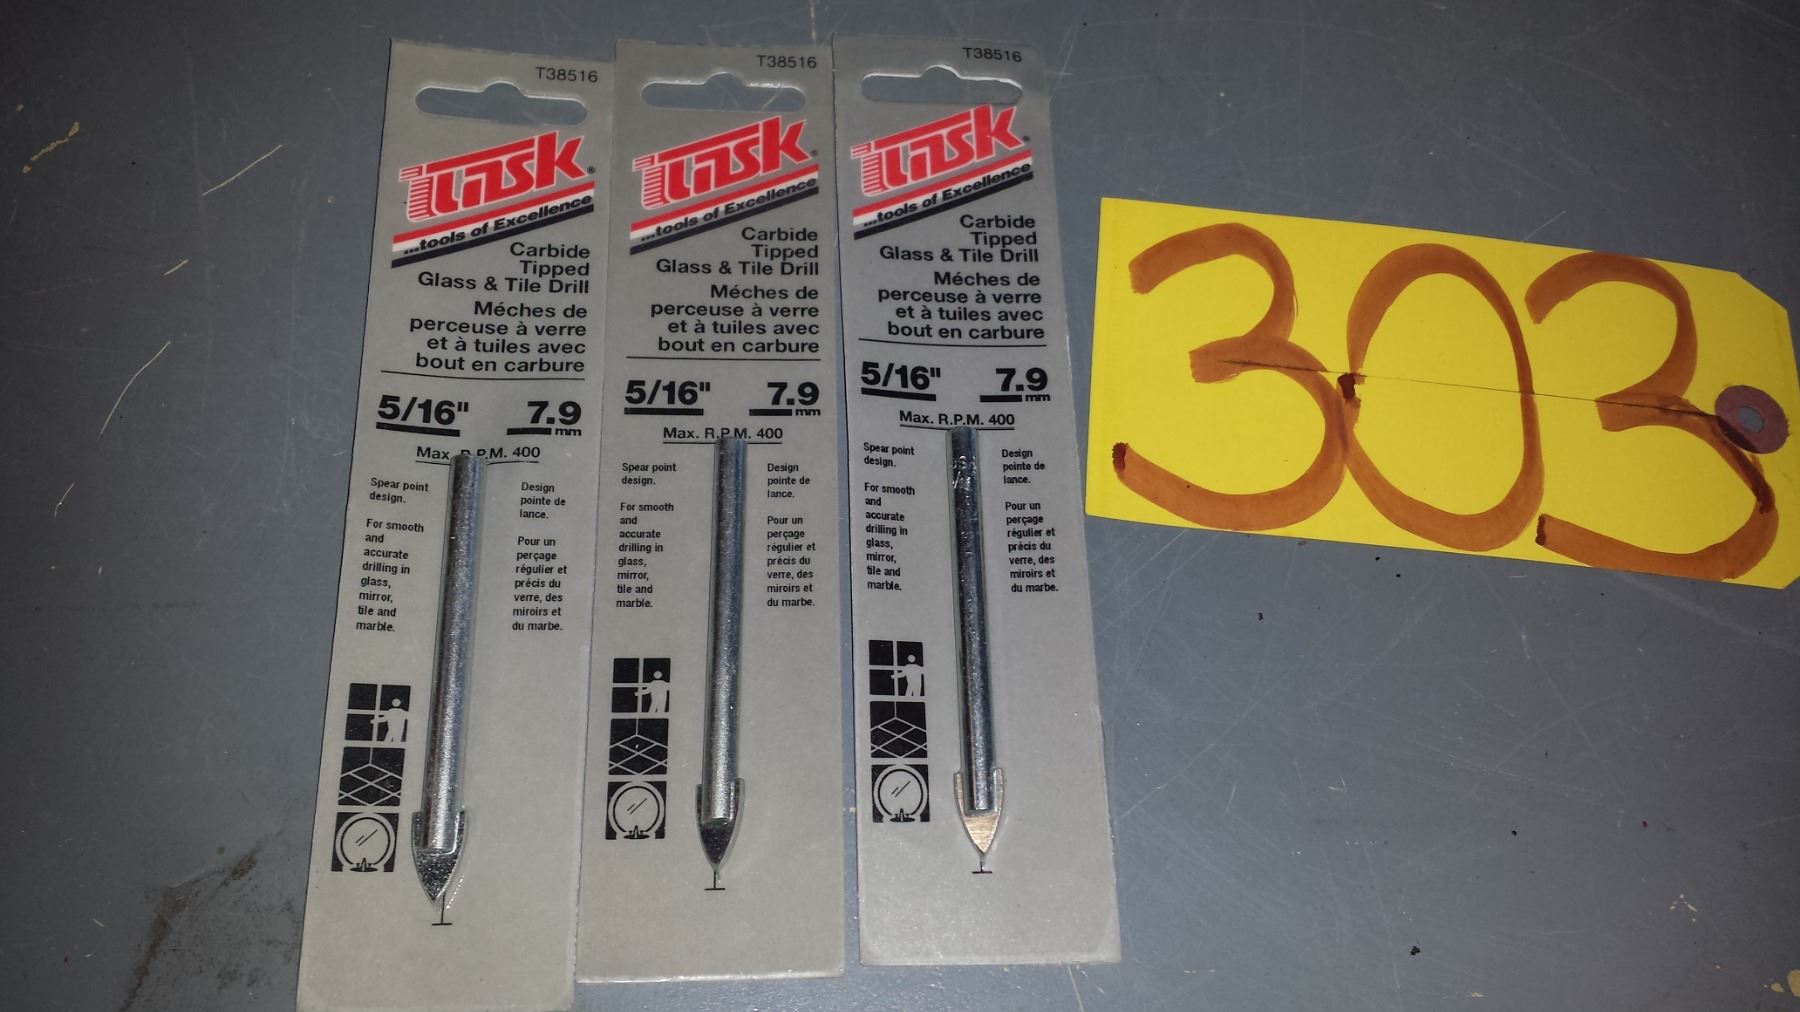 T38516
Task®
...tools of Excellence
Carbide
Tipped
Glass & Tile Drill
Méches de
perceuse à verre
et à tuiles avec
bout en carbure
5/16" 7.9 mm
Max. R.P.M. 400
Spear point
design.
For smooth
and
accurate
drilling in
glass,
mirror,
tile and
marble.
Design
pointe de
lance.
Pour un
perçage
régulier et
précis du
verre, des
miroirs et
du marbe.
T38516
Task®
...tools of Excellence
Carbide
Tipped
Glass & Tile Drill
Méches de
perceuse à verre
et à tuiles avec
bout en carbure
5/16" 7.9 mm
Max. R.P.M. 400
Spear point
design.
For smooth
and
accurate
drilling in
glass,
mirror,
tile and
marble.
Design
pointe de
lance.
Pour un
perçage
régulier et
précis du
verre, des
miroirs et
du marbe.
T38516
Task®
...tools of Excellence
Carbide
Tipped
Glass & Tile Drill
Méches de
perceuse à verre
et à tuiles avec
bout en carbure
5/16" 7.9 mm
Max. R.P.M. 400
Spear point
design.
For smooth
and
accurate
drilling in
glass,
mirror,
tile and
marble.
Design
pointe de
lance.
Pour un
perçage
régulier et
précis du
verre, des
miroirs et
du marbe.
303